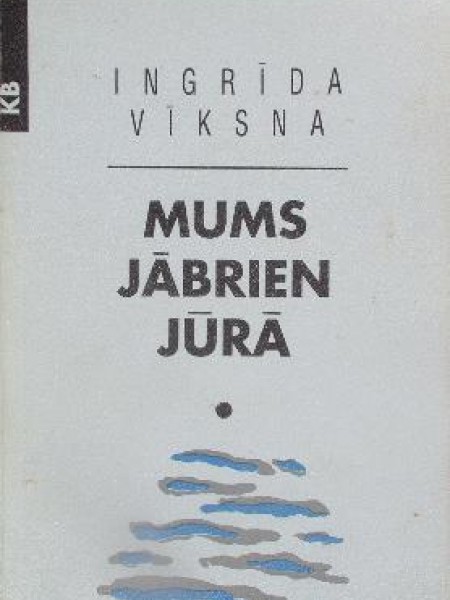 KB
INGRĪDA
VĪKSNA
MUMS
JĀBRIEN
JŪRĀ